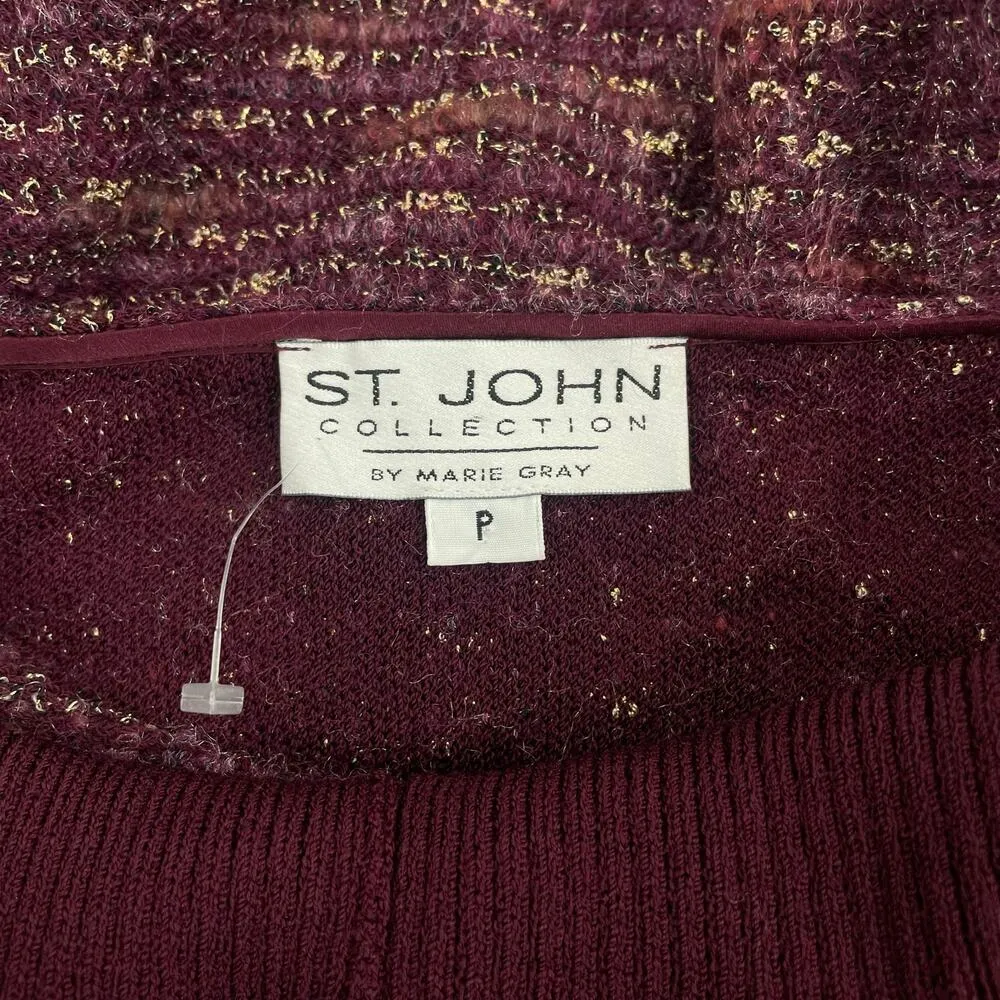 ST. JOHN
COLLECTION
BY MARIE GRAY
P